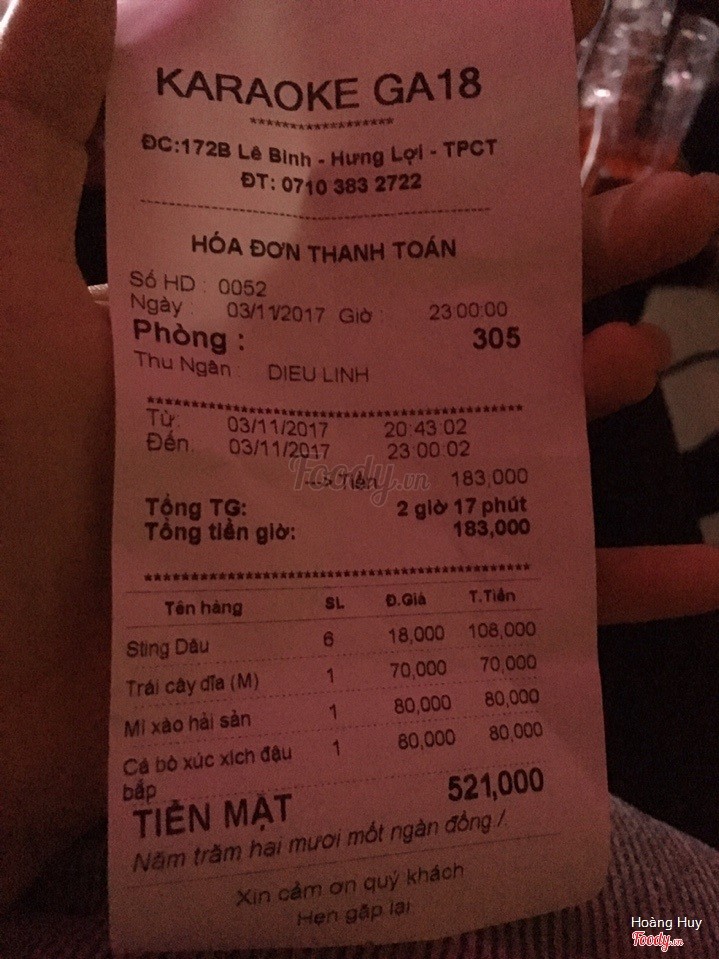 KARAOKE GA18
******************
ĐC:172B Lê Bình - Hưng Lợi - TPCT
ĐT: 0710 383 2722
HÓA ĐƠN THANH TOÁN
Số HD : 0052
Ngày : 03/11/2017 Giờ : 23:00:00
Phòng : 305
Thu Ngân : DIEU LINH
Từ: 03/11/2017 20:43:02
Đến: 03/11/2017 23:00:02
---> Tiền 183,000
Foody.vn
Tổng TG: 2 giờ 17 phút
Tổng tiền giờ: 183,000
Tên hàng SL Đ.Giá T.Tiền
Sting Dâu 6 18,000 108,000
Trái cây dĩa (M) 1 70,000 70,000
Mì xào hải sản 1 80,000 80,000
Cá bò xúc xích đậu 1 80,000 80,000
bắp
TIỀN MẶT 521,000
Năm trăm hai mươi mốt ngàn đồng./.
Xin cảm ơn quý khách
Hẹn gặp lại
Hoàng Huy
Foody.vn